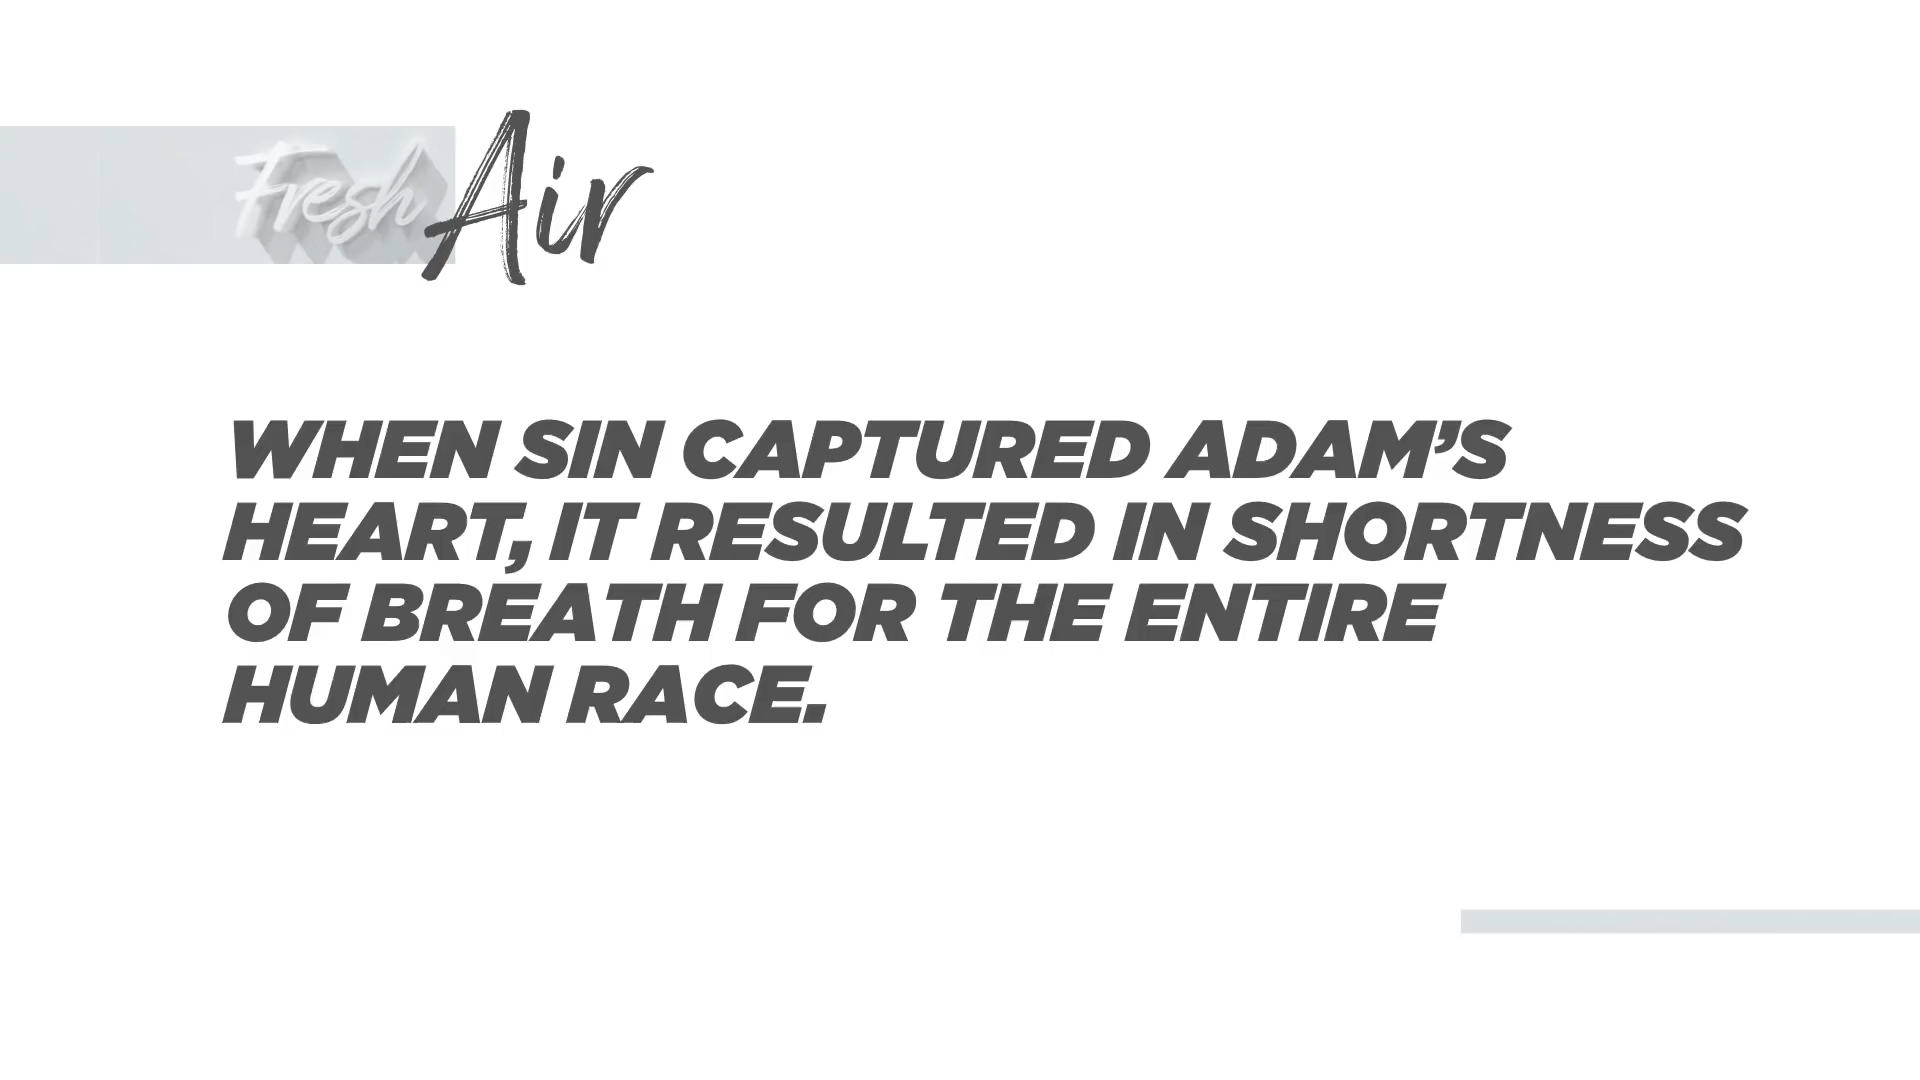 Fresh Air
WHEN SIN CAPTURED ADAM’S
HEART, IT RESULTED IN SHORTNESS
OF BREATH FOR THE ENTIRE
HUMAN RACE.